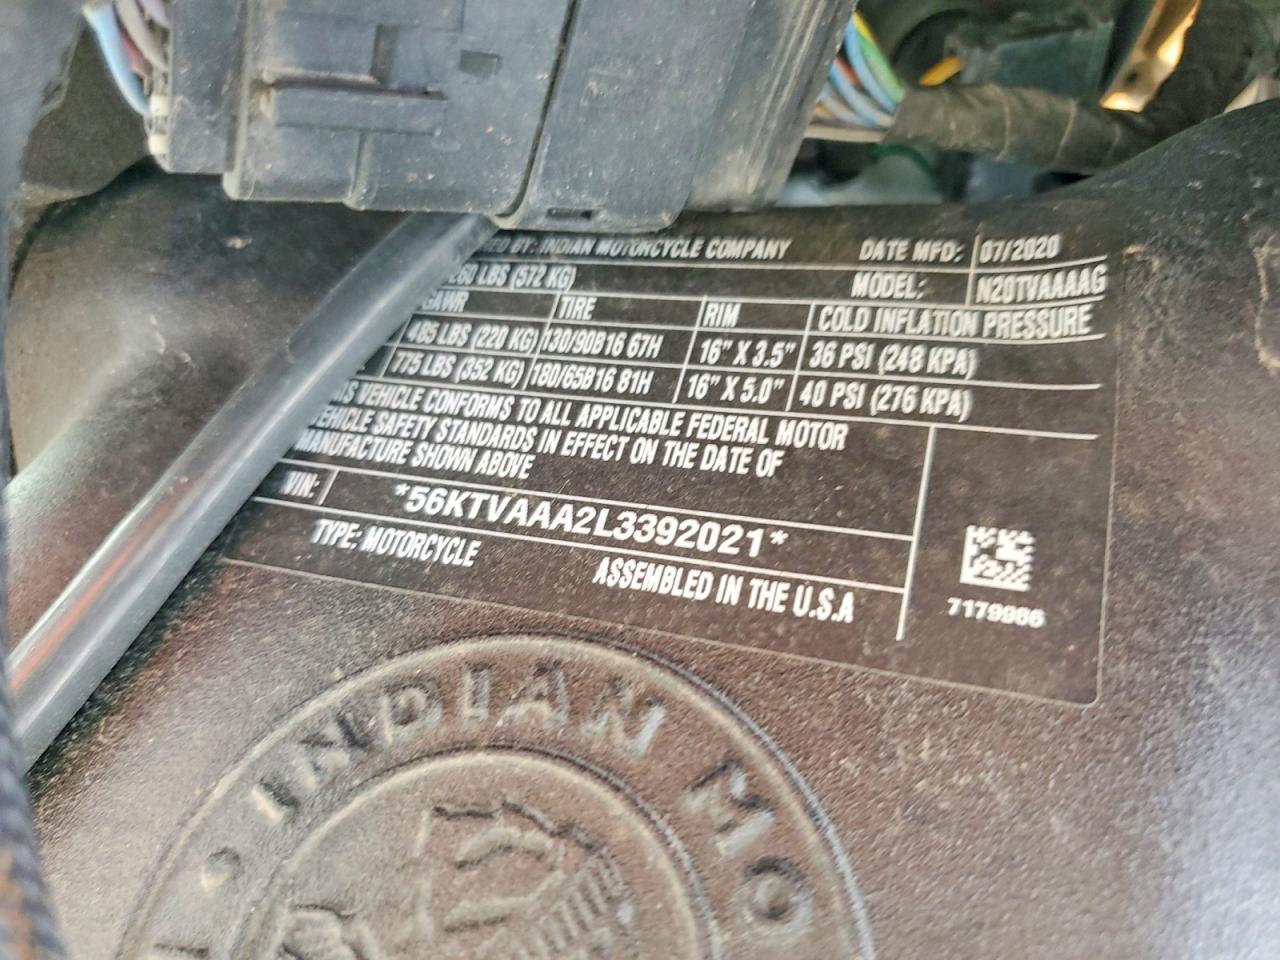 BY: INDIAN MOTORCYCLE COMPANY DATE MFD: 07/2020
260 LBS (572 KG) MODEL: N20TVAAAAG
GAWR TIRE RIM COLD INFLATION PRESSURE
485 LBS (220 KG) 130/90B16 67H 16" X 3.5" 36 PSI (248 KPA)
775 LBS (352 KG) 180/65B16 81H 16" X 5.0" 40 PSI (276 KPA)
VEHICLE CONFORMS TO ALL APPLICABLE FEDERAL MOTOR
VEHICLE SAFETY STANDARDS IN EFFECT ON THE DATE OF
MANUFACTURE SHOWN ABOVE
VIN: *56KTVAAA2L3392021*
TYPE: MOTORCYCLE ASSEMBLED IN THE U.S.A
7179986
INDIAN MO